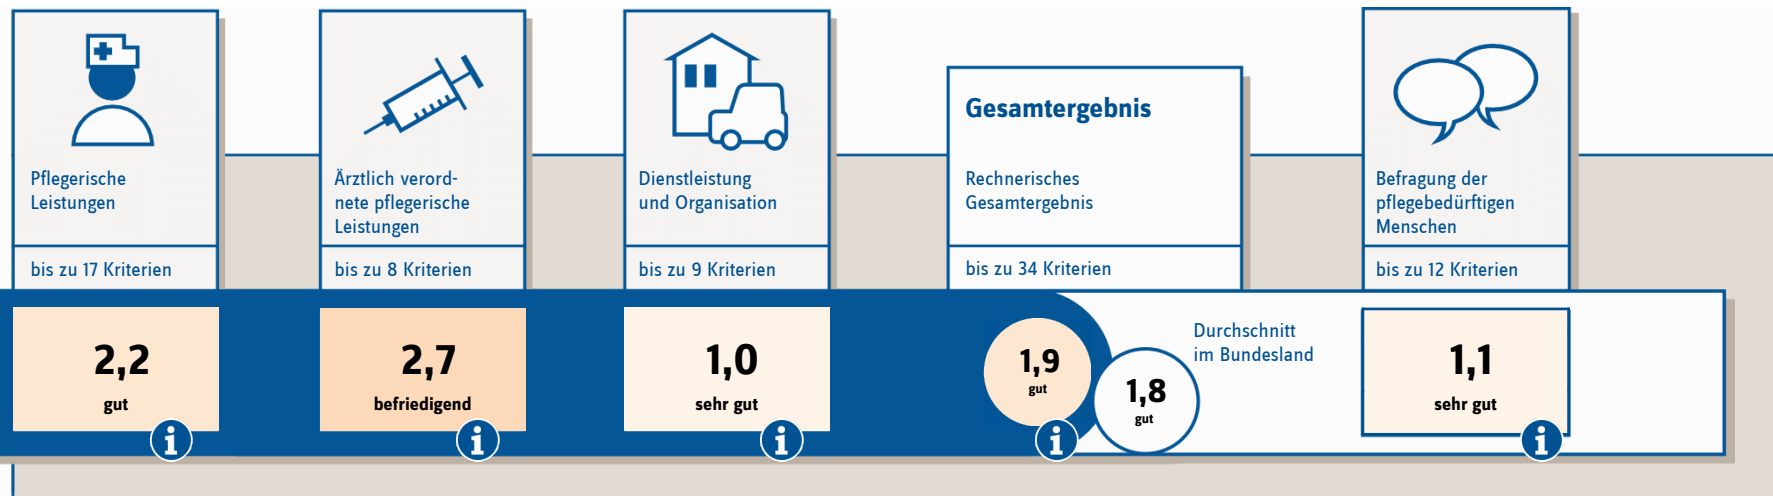 Pflegerische
Leistungen
bis zu 17 Kriterien
2,2
gut
i
Ärztlich verord-
nete pflegerische
Leistungen
bis zu 8 Kriterien
2,7
befriedigend
i
Dienstleistung
und Organisation
bis zu 9 Kriterien
1,0
sehr gut
i
Gesamtergebnis
Rechnerisches
Gesamtergebnis
bis zu 34 Kriterien
1,9
gut
i
1,8
gut
Durchschnitt
im Bundesland
Befragung der
pflegebedürftigen
Menschen
bis zu 12 Kriterien
1,1
sehr gut
i